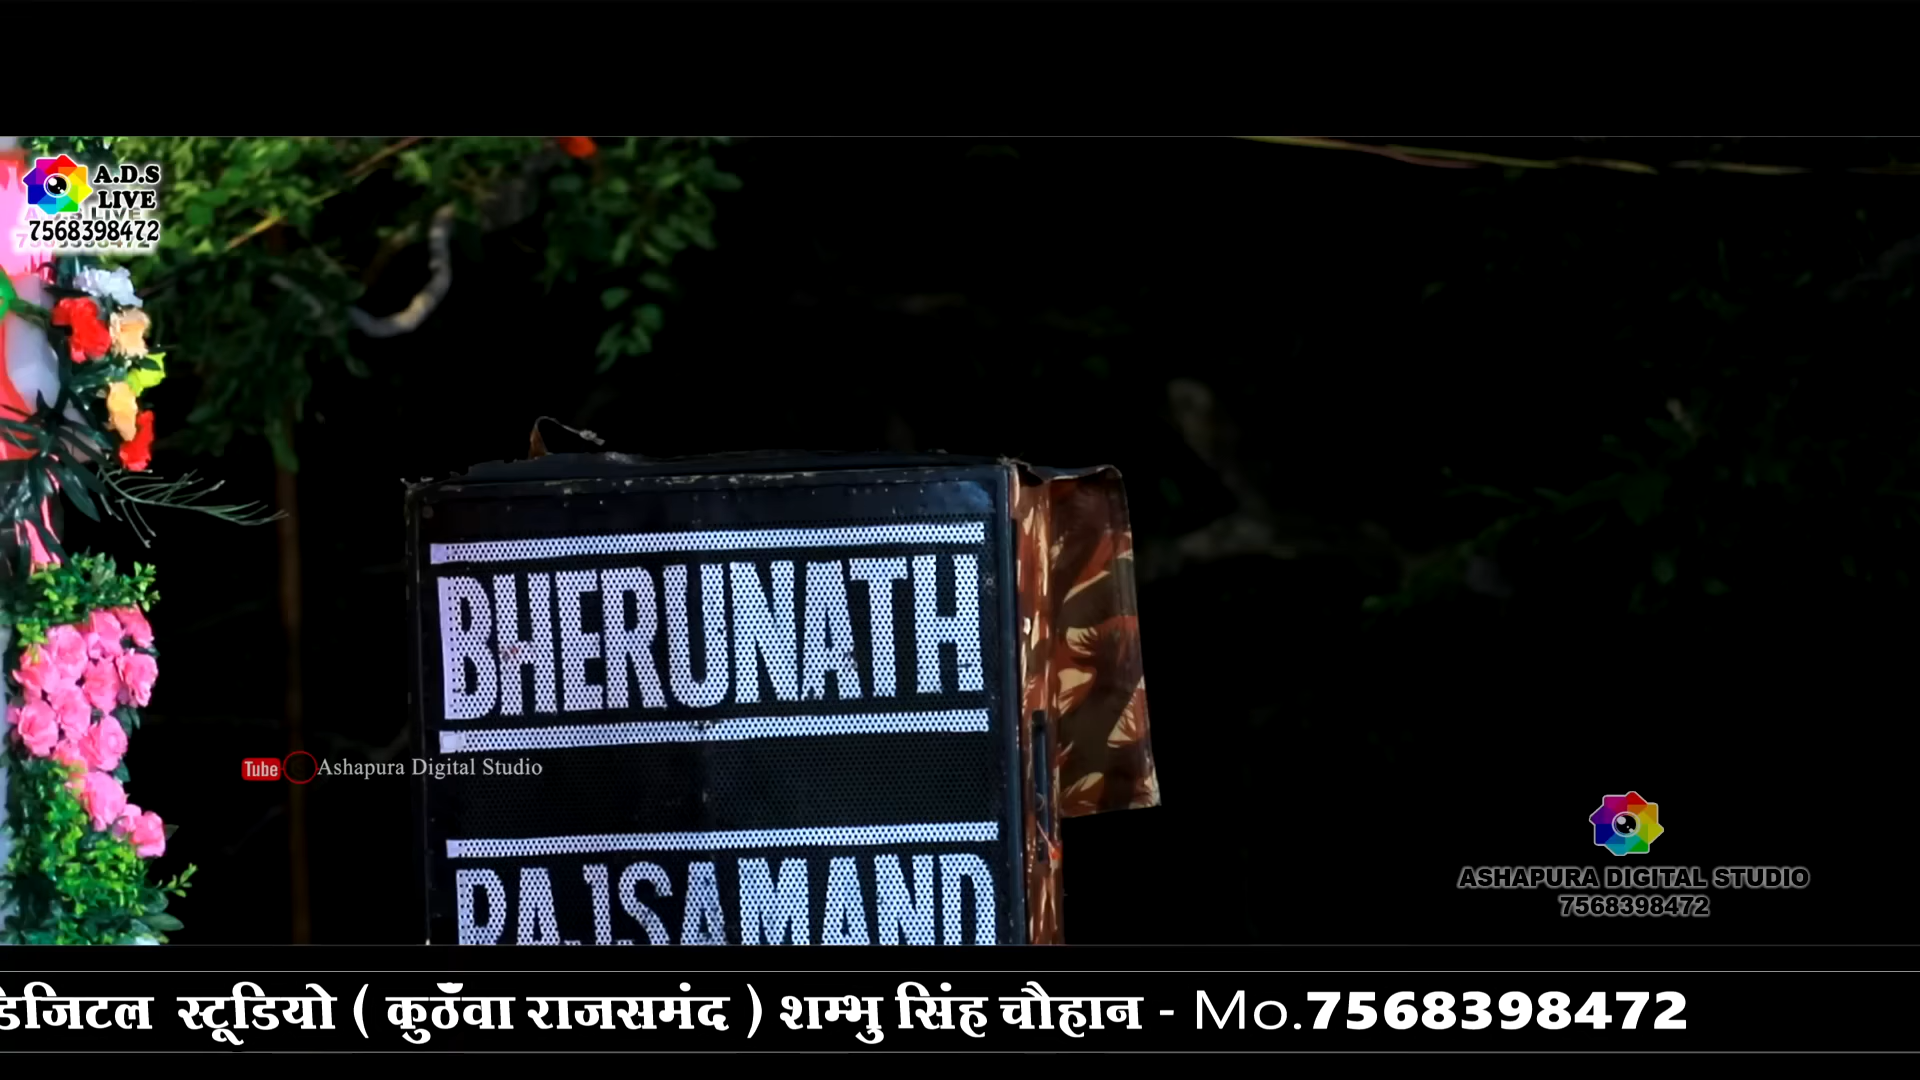 A.D.S
LIVE
7568398472
BHERUNATH
Tube Ashapura Digital Studio
RAJSAMAND
ASHAPURA DIGITAL STUDIO
7568398472
डिजिटल स्टूडियो ( कुठँवा राजसमंद ) शम्भु सिंह चौहान - Mo.7568398472